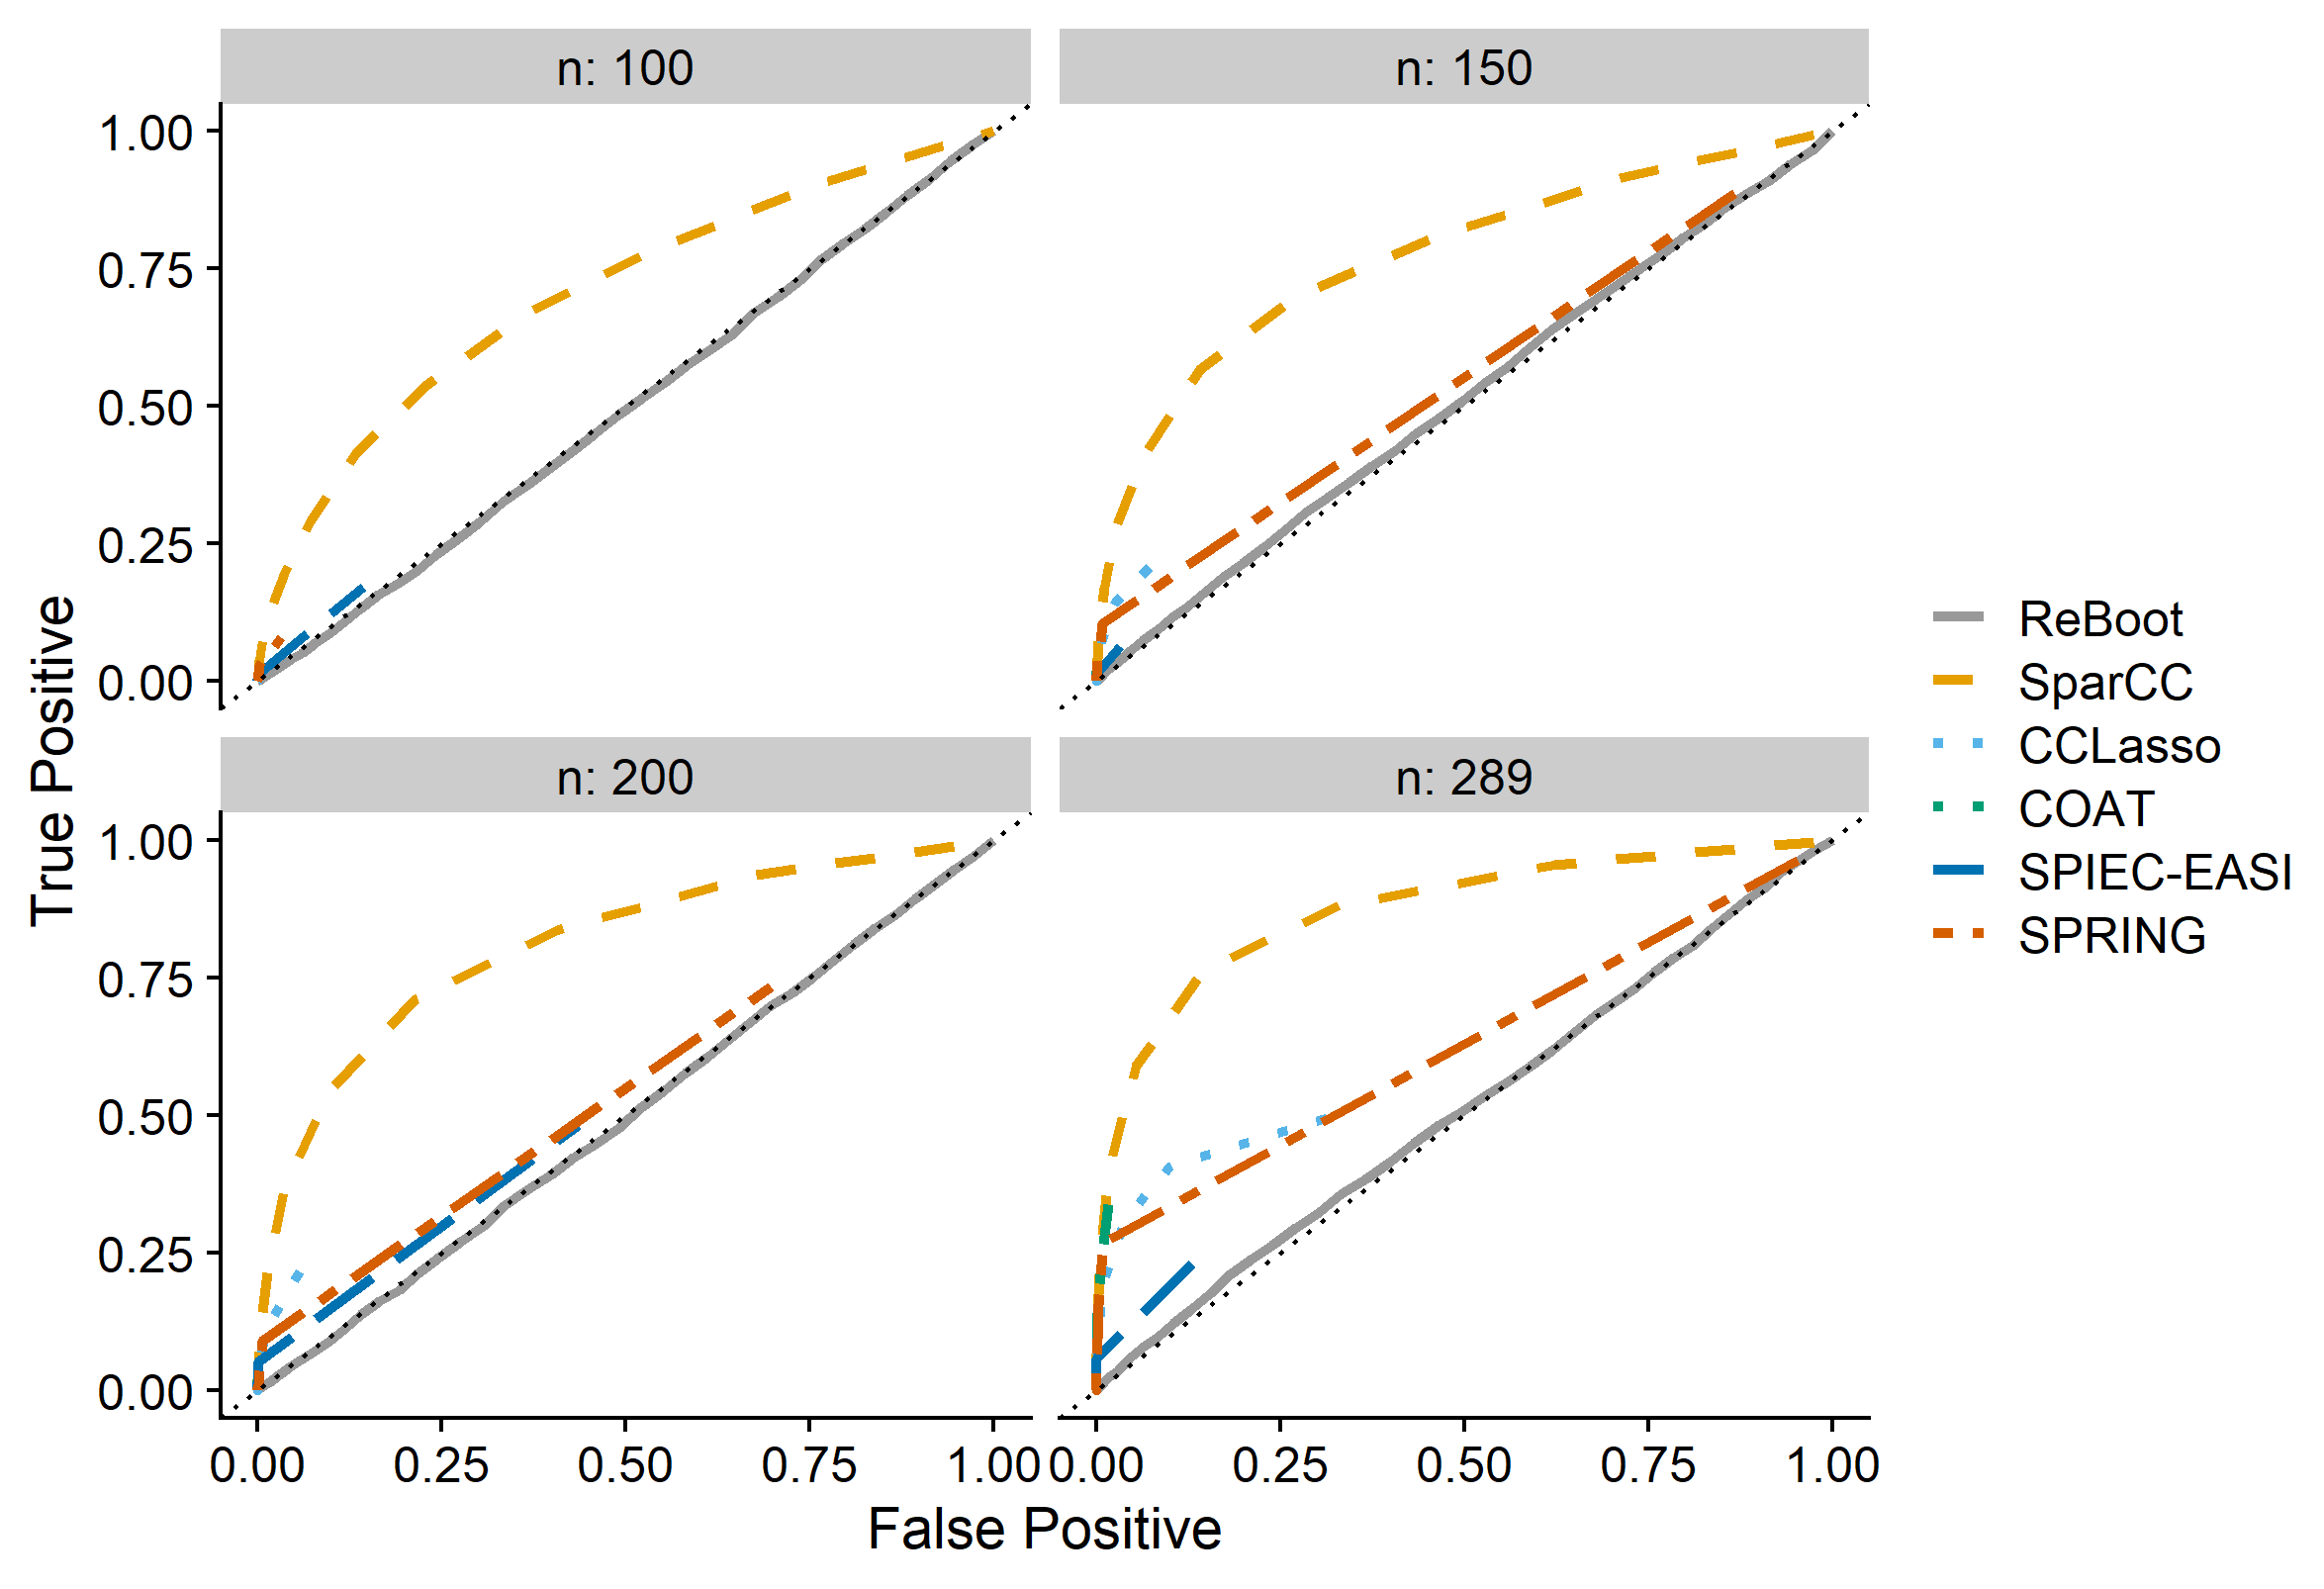 n: 100
n: 150
1.00
0.75
0.50
0.25
0.00
n: 200
n: 289
1.00
0.75
0.50
0.25
0.00
0.00 0.25 0.50 0.75 1.00
0.00 0.25 0.50 0.75 1.00
False Positive
True Positive
ReBoot
SparCC
CCLasso
COAT
SPIEC-EASI
SPRING